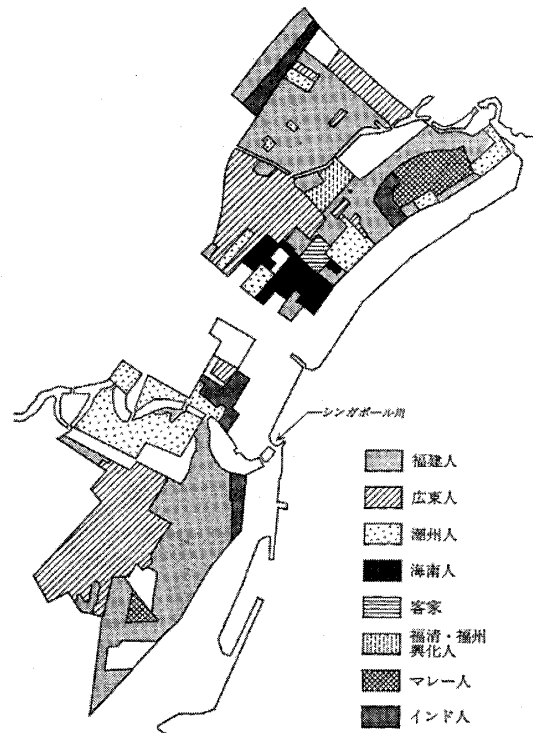 シンガポール川
福建人
広東人
潮州人
海南人
客家
福清・福州
興化人
マレー人
インド人